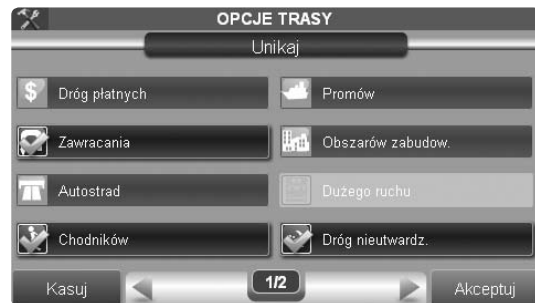 OPCJE TRASY
Unikaj
Dróg płatnych
Promów
Zawracania
Obszarów zabudow.
Autostrad
Dużego ruchu
Chodników
Dróg nieutwardz.
Kasuj
1/2
Akceptuj